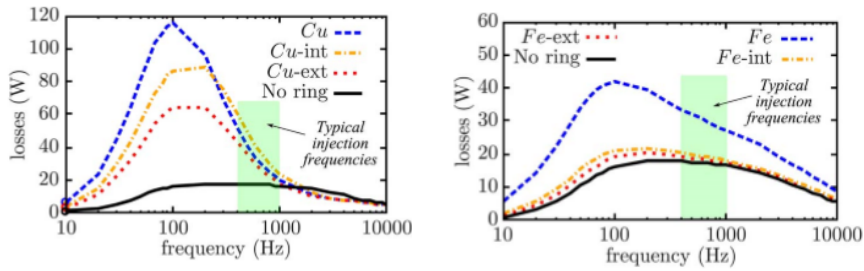 120
100
80
60
40
20
0
losses (W)
Cu
Cu-int
Cu-ext
No ring
Typical
injection
frequencies
10
100
1000
10000
frequency (Hz)
60
50
40
30
20
10
0
losses (W)
Fe-ext
No ring
Fe
Fe-int
Typical
injection
frequencies
10
100
1000
10000
frequency (Hz)